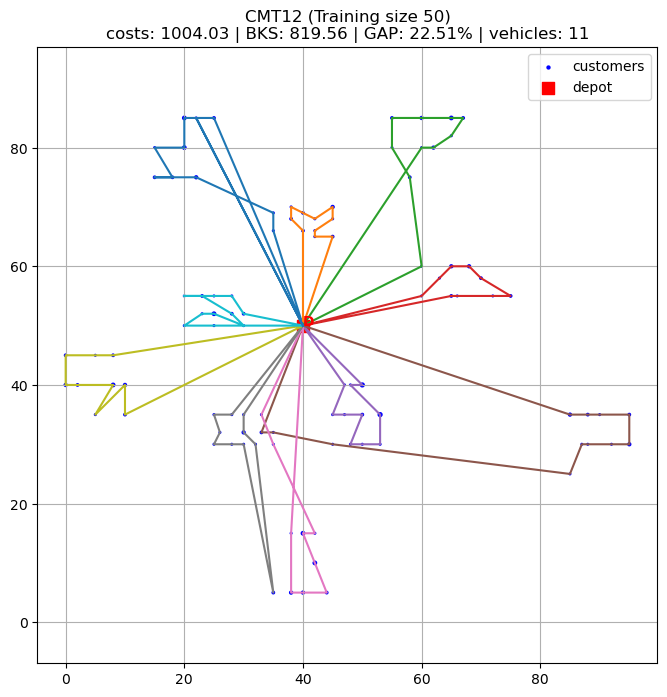 CMT12 (Training size 50)
costs: 1004.03 | BKS: 819.56 | GAP: 22.51% | vehicles: 11
customers
depot
80
60
40
20
0
0 20 40 60 80